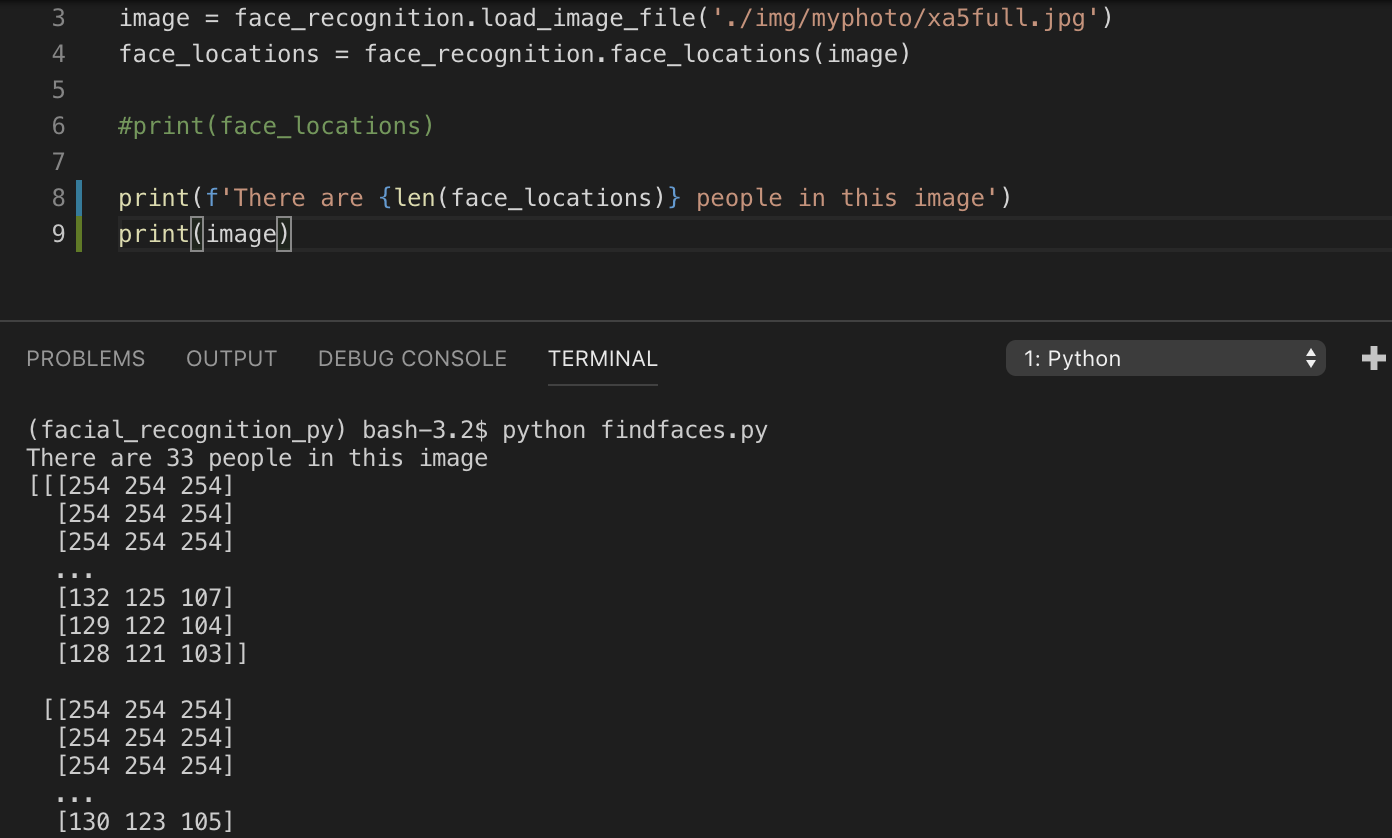 3 image = face_recognition.load_image_file('./img/myphoto/xa5full.jpg')
4 face_locations = face_recognition.face_locations(image)
5
6 #print(face_locations)
7
8 print(f'There are {len(face_locations)} people in this image')
9 print(image)
PROBLEMS OUTPUT DEBUG CONSOLE TERMINAL 1: Python
(facial_recognition_py) bash-3.2$ python findfaces.py
There are 33 people in this image
[[[254 254 254]
[254 254 254]
[254 254 254]
...
[132 125 107]
[129 122 104]
[128 121 103]]
[[254 254 254]
[254 254 254]
[254 254 254]
...
[130 123 105]